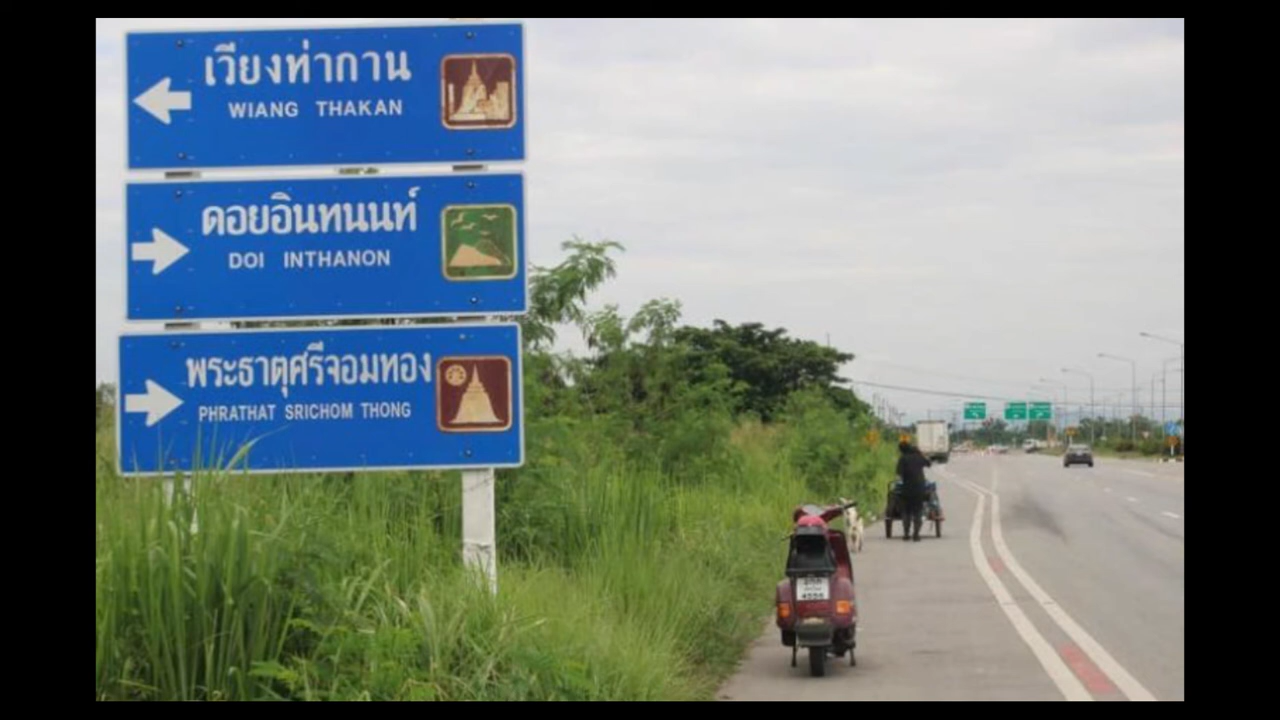 เวียงท่ากาน
WIANG THAKAN
ดอยอินทนนท์
DOI INTHANON
พระธาตุศรีจอมทอง
PHRATHAT SRICHOM THONG